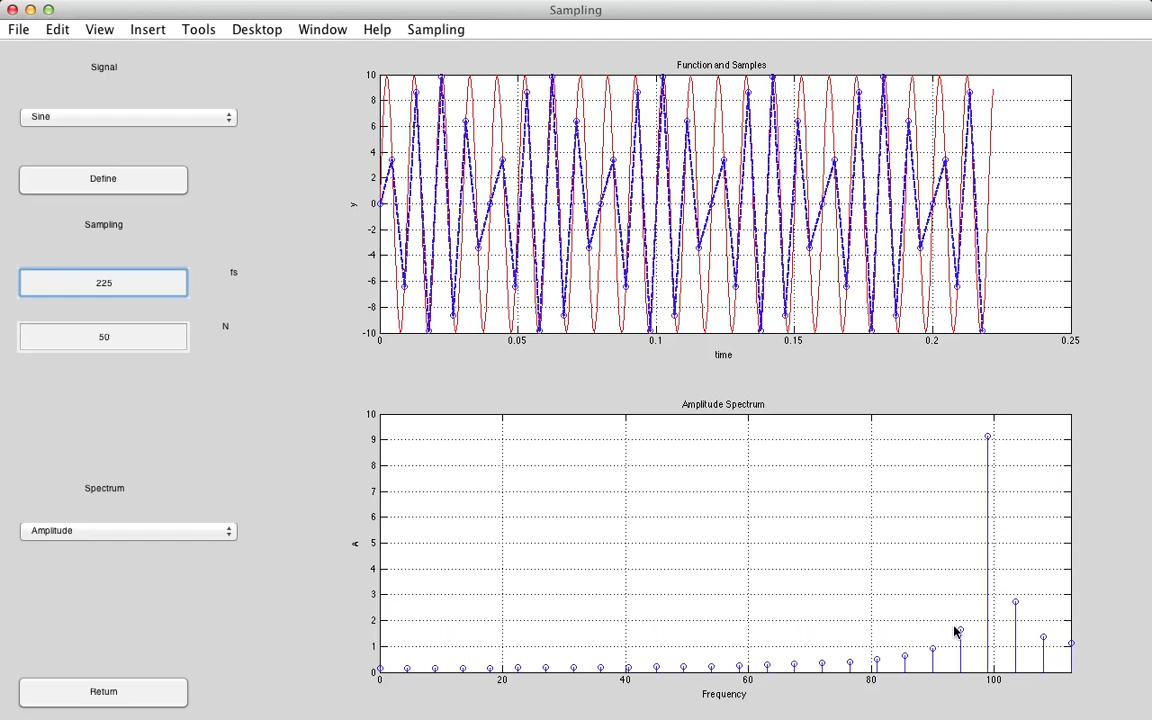 Sampling
File Edit View Insert Tools Desktop Window Help Sampling
Signal
Sine
Define
Sampling
225
fs
50
N
Spectrum
Amplitude
Return
Function and Samples
10
8
6
4
2
0
-2
-4
-6
-8
-10
y
0 0.05 0.1 0.15 0.2 0.25
time
Amplitude Spectrum
10
9
8
7
6
5
4
3
2
1
0
A
0 20 40 60 80 100
Frequency